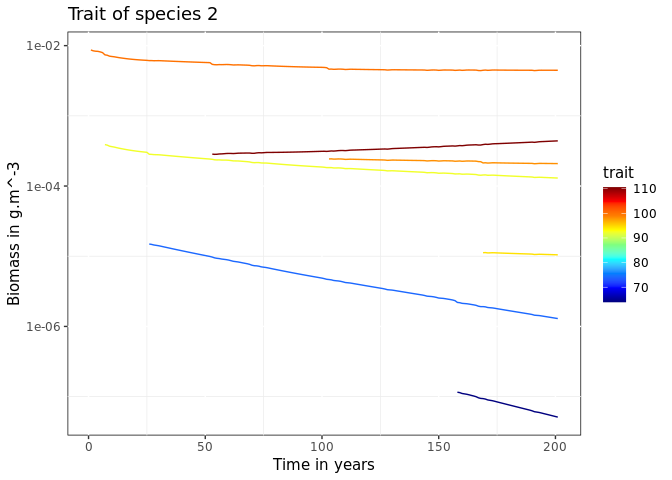 Trait of species 2
1e-02
1e-04
1e-06
Biomass in g.m^-3
0 50 100 150 200
Time in years
trait
110
100
90
80
70